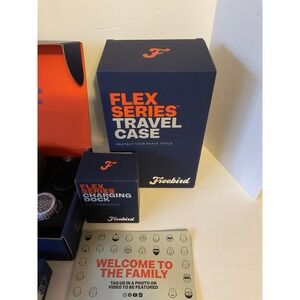 FLEX
SERIES™
TRAVEL
CASE
PROTECT YOUR SHAVE TOOLS
Freebird
FLEX
SERIES
CHARGING
DOCK
Freebird
WELCOME TO
THE FAMILY
TAG US IN A PHOTO OR
VIDEO TO BE FEATURED